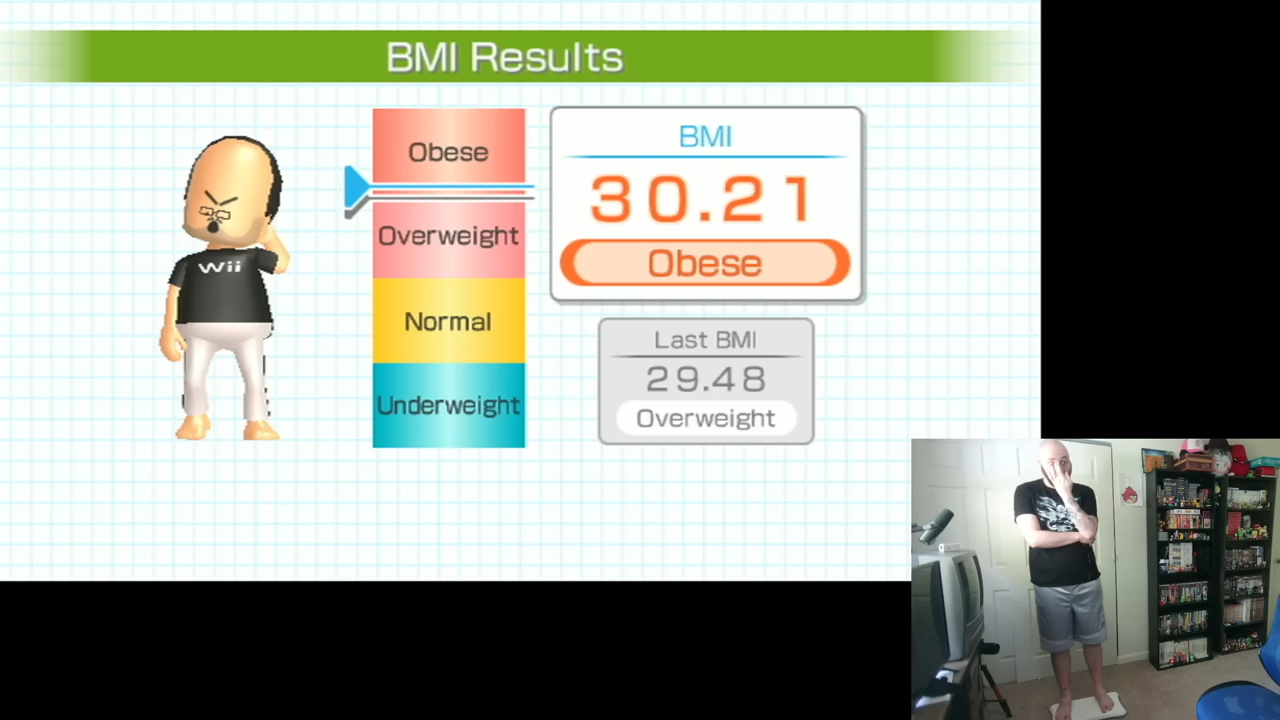 BMI Results
Obese
Overweight
Normal
Underweight
BMI
30.21
Obese
Last BMI
29.48
Overweight
Wii